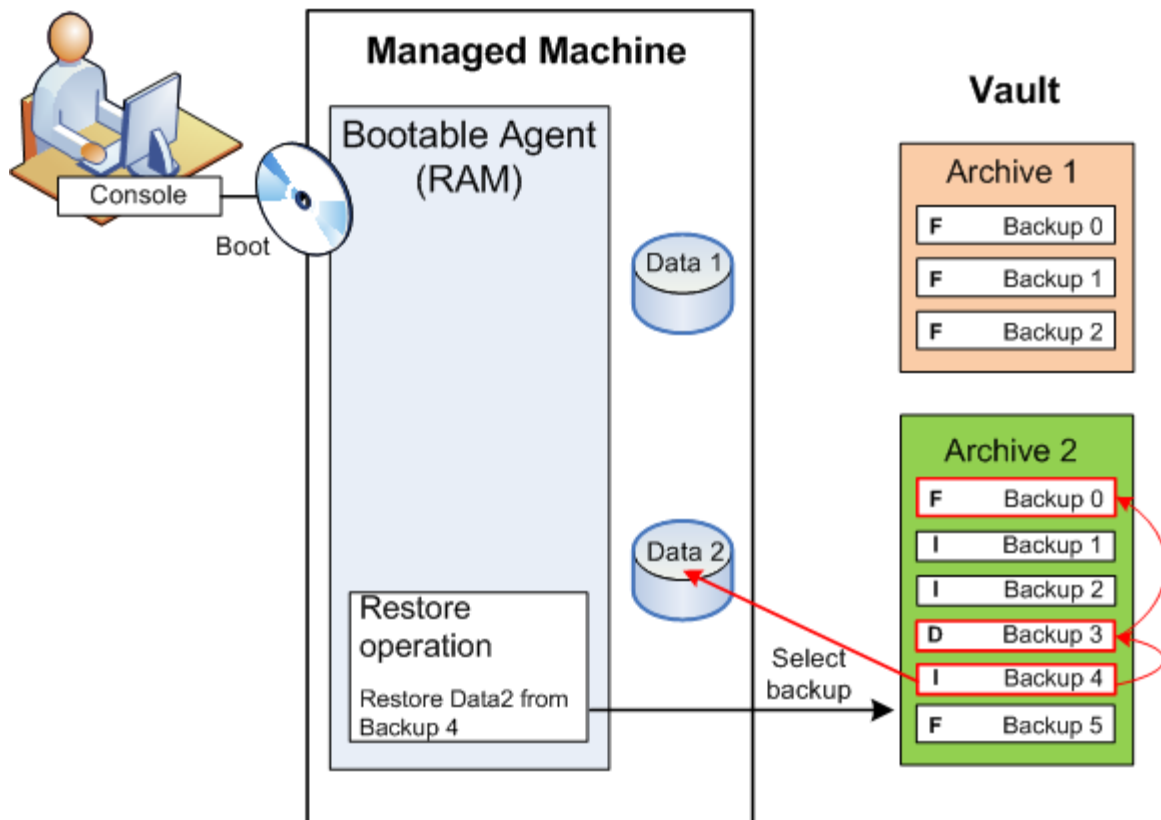 Managed Machine
Bootable Agent
(RAM)
Console
Boot
Data 1
Data 2
Restore
operation
Restore Data2 from
Backup 4
Select
backup
Vault
Archive 1
F Backup 0
F Backup 1
F Backup 2
Archive 2
F Backup 0
I Backup 1
I Backup 2
D Backup 3
I Backup 4
F Backup 5